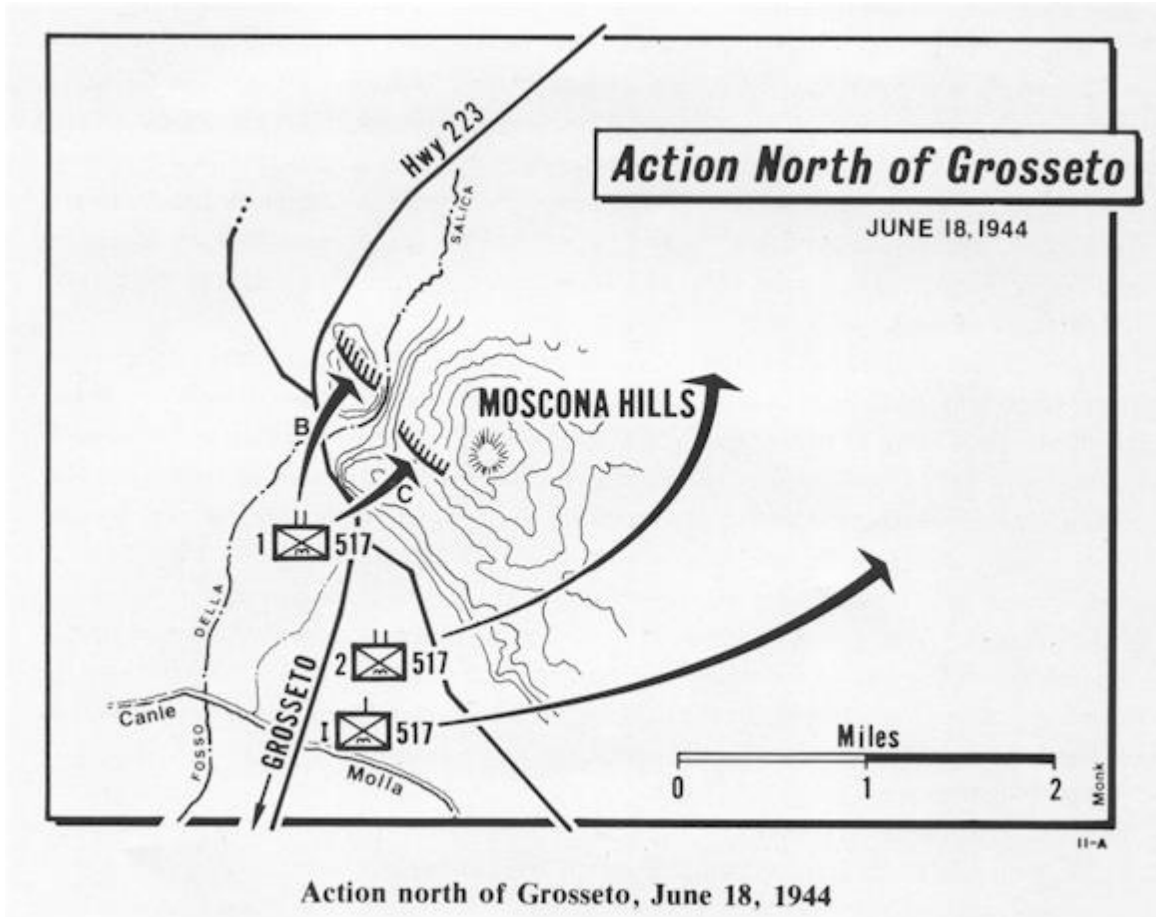 Action North of Grosseto
JUNE 18, 1944
Hwy 223
SALICA
MOSCONA HILLS
B
C
1 517
DELLA
2 517
GROSSETO
I 517
Canle
Molla
FOSSO
Miles
0 1 2
Monk
11-A
Action north of Grosseto, June 18, 1944